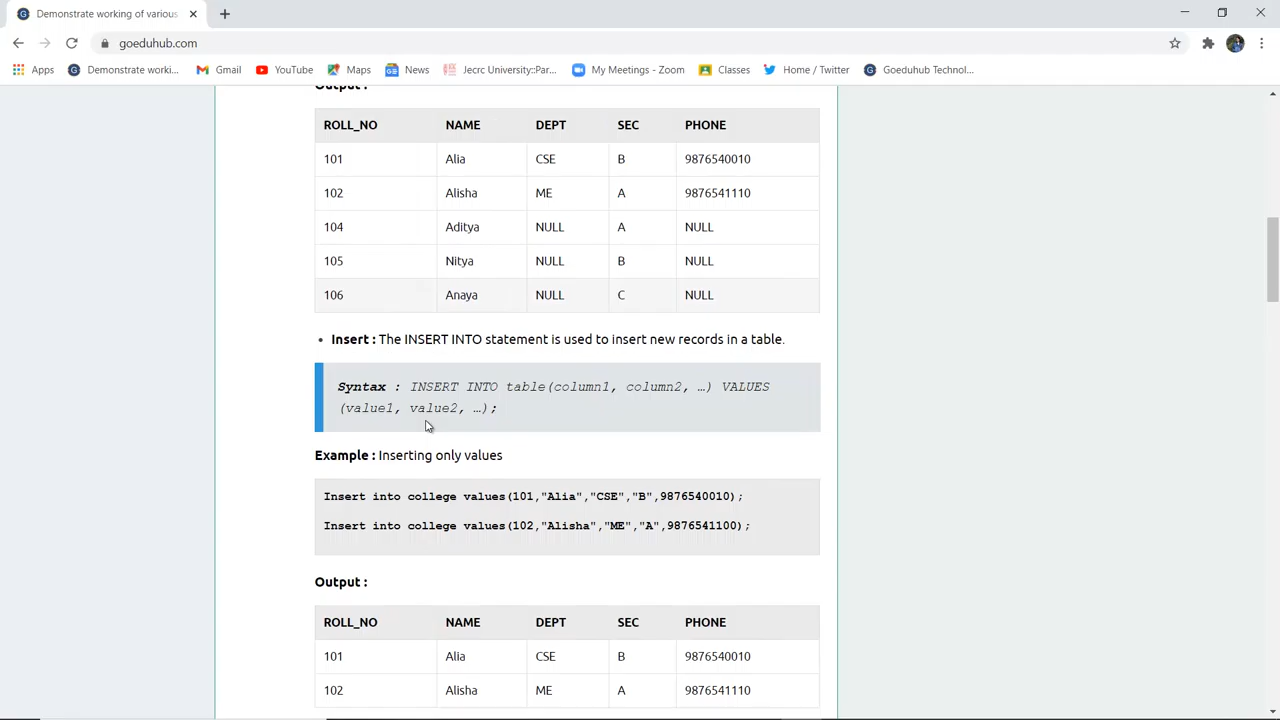 Demonstrate working of various
goeduhub.com
Apps Demonstrate worki... Gmail YouTube Maps News Jecrc University::Par... My Meetings - Zoom Classes Home / Twitter Goeduhub Technol...
Output :
ROLL_NO NAME DEPT SEC PHONE
101 Alia CSE B 9876540010
102 Alisha ME A 9876541110
104 Aditya NULL A NULL
105 Nitya NULL B NULL
106 Anaya NULL C NULL
• Insert : The INSERT INTO statement is used to insert new records in a table.
Syntax : INSERT INTO table(column1, column2, …) VALUES
(value1, value2, …);
Example : Inserting only values
Insert into college values(101,"Alia","CSE","B",9876540010);
Insert into college values(102,"Alisha","ME","A",9876541100);
Output :
ROLL_NO NAME DEPT SEC PHONE
101 Alia CSE B 9876540010
102 Alisha ME A 9876541110